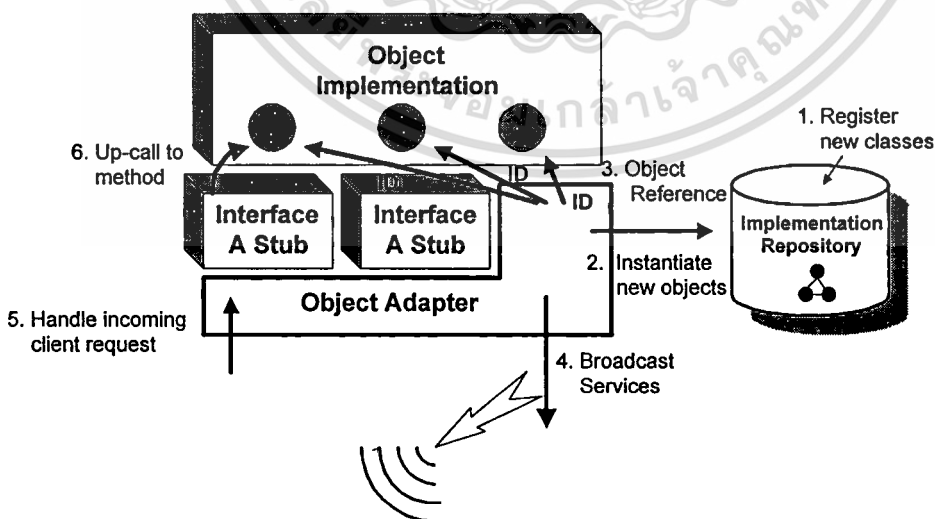 Object
Implementation
1. Register
new classes
6. Up-call to
method
ID
3. Object
Reference
ID
Interface
A Stub
Interface
A Stub
Implementation
Repository
2. Instantiate
new objects
Object Adapter
5. Handle incoming
client request
4. Broadcast
Services